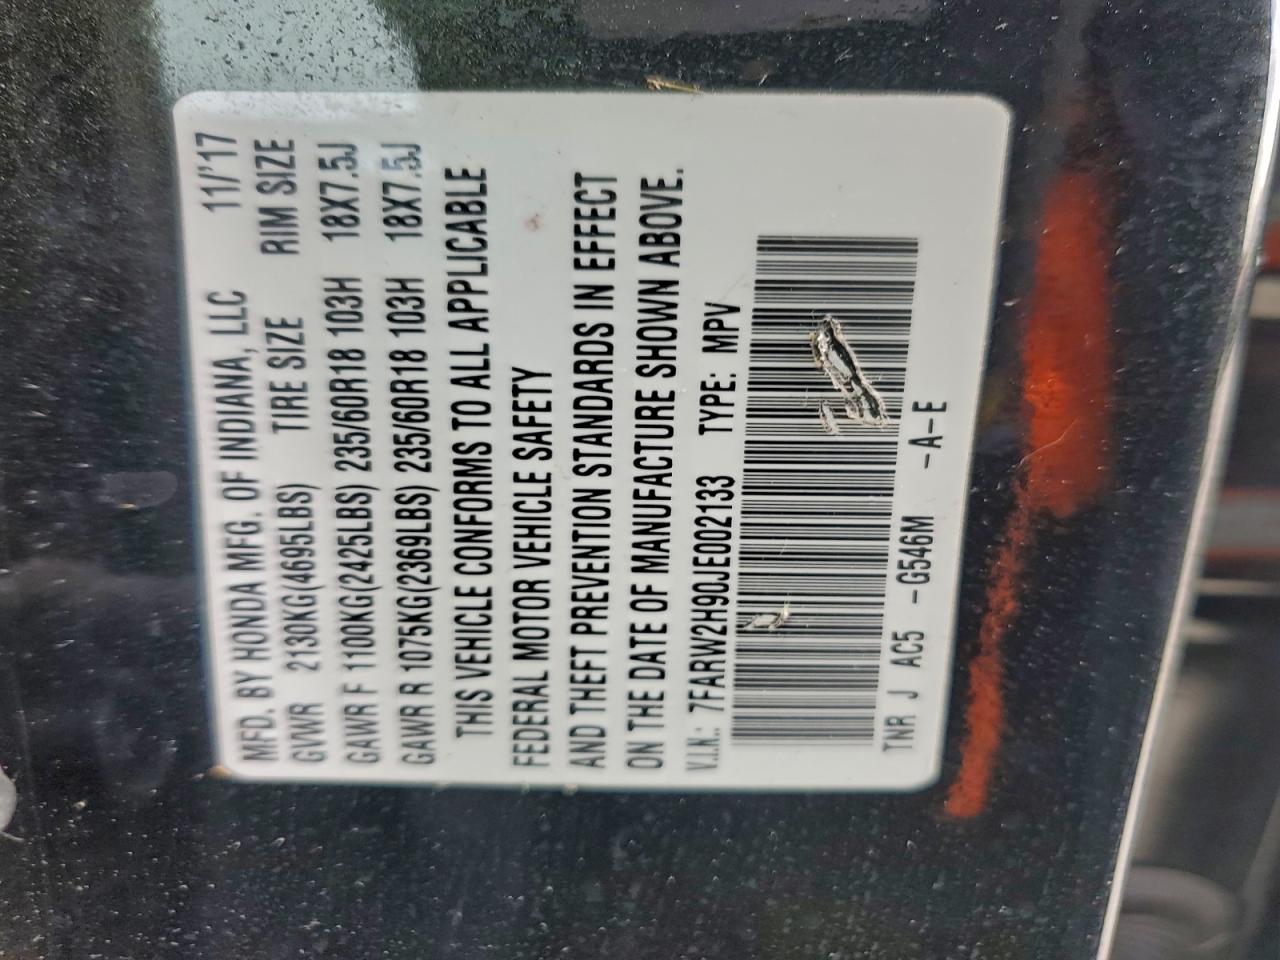 MFD. BY HONDA MFG. OF INDIANA, LLC 11/'17
GVWR 2130KG(4695LBS) TIRE SIZE RIM SIZE
GAWR F 1100KG(2425LBS) 235/60R18 103H 18X7.5J
GAWR R 1075KG(2369LBS) 235/60R18 103H 18X7.5J
THIS VEHICLE CONFORMS TO ALL APPLICABLE
FEDERAL MOTOR VEHICLE SAFETY
AND THEFT PREVENTION STANDARDS IN EFFECT
ON THE DATE OF MANUFACTURE SHOWN ABOVE.
V.I.N.: 7FARW2H90JE002133 TYPE: MPV
TNR J AC5 -G546M -A-E